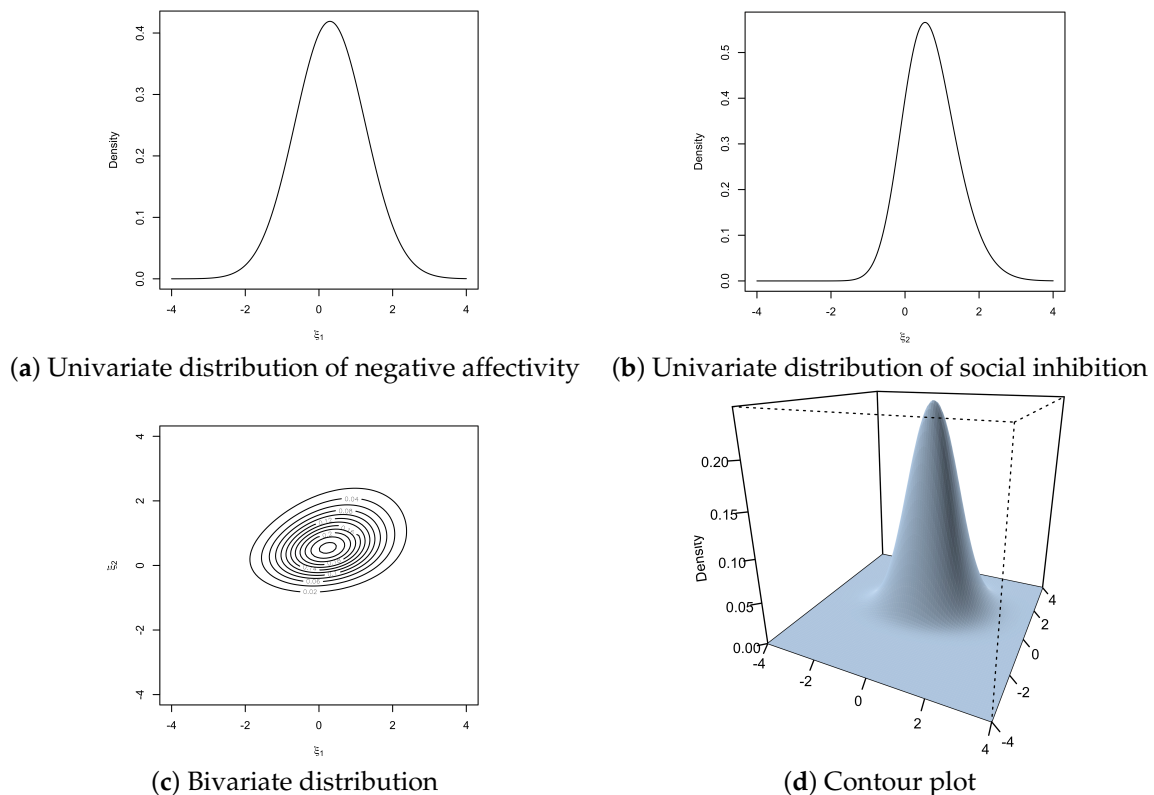 0.0 0.1 0.2 0.3 0.4
Density
-4 -2 0 2 4
ξ1
0.0 0.1 0.2 0.3 0.4 0.5
Density
-4 -2 0 2 4
ξ2
(a) Univariate distribution of negative affectivity
(b) Univariate distribution of social inhibition
-4 -2 0 2 4
ξ2
0.04
0.08
0.06
0.02
-4 -2 0 2 4
ξ1
0.20
0.15
0.10
0.05
0.00
Density
-4 -2 0 2 4
-4 -2 0 2 4
(c) Bivariate distribution
(d) Contour plot